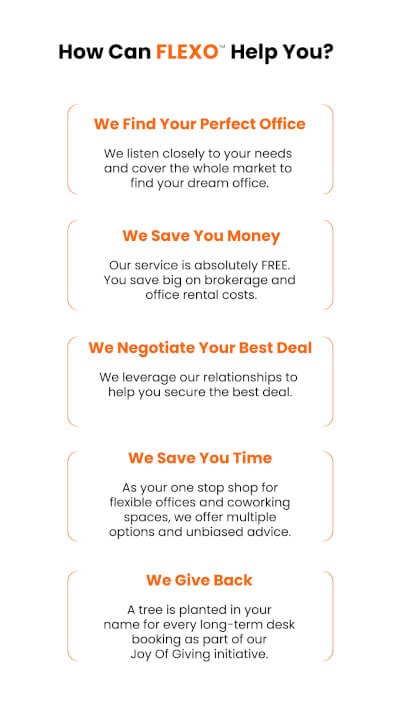 How Can FLEXO™ Help You?
We Find Your Perfect Office
We listen closely to your needs
and cover the whole market to
find your dream office.
We Save You Money
Our service is absolutely FREE.
You save big on brokerage and
office rental costs.
We Negotiate Your Best Deal
We leverage our relationships to
help you secure the best deal.
We Save You Time
As your one stop shop for
flexible offices and coworking
spaces, we offer multiple
options and unbiased advice.
We Give Back
A tree is planted in your
name for every long-term desk
booking as part of our
Joy Of Giving initiative.